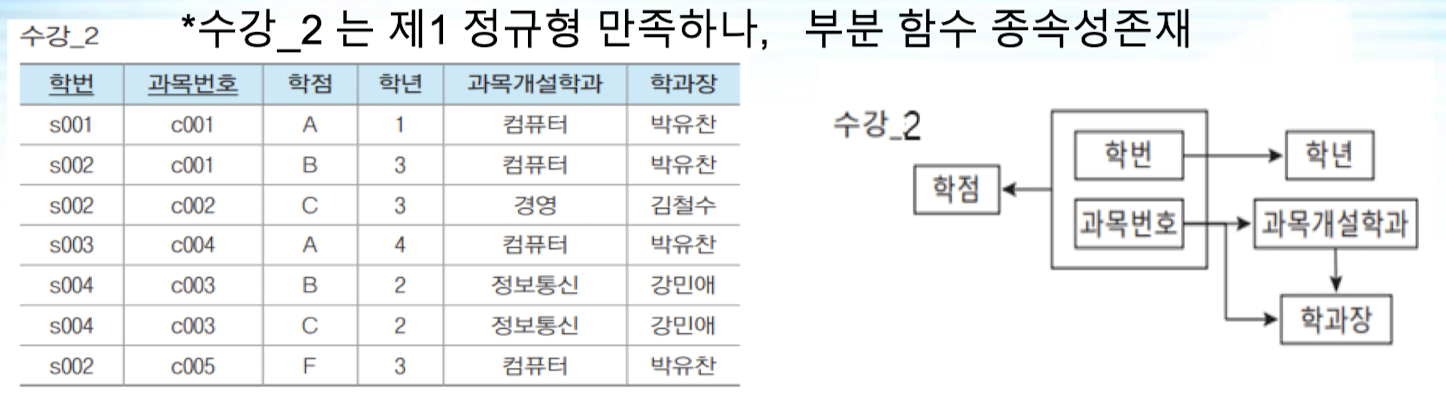 수강_2
*수강_2 는 제1 정규형 만족하나, 부분 함수 종속성존재
학번 과목번호 학점 학년 과목개설학과 학과장
s001 c001 A 1 컴퓨터 박유찬
s002 c001 B 3 컴퓨터 박유찬
s002 c002 C 3 경영 김철수
s003 c004 A 4 컴퓨터 박유찬
s004 c003 B 2 정보통신 강민애
s004 c003 C 2 정보통신 강민애
s002 c005 F 3 컴퓨터 박유찬
수강_2
학번 학년
학점
과목번호 과목개설학과
학과장